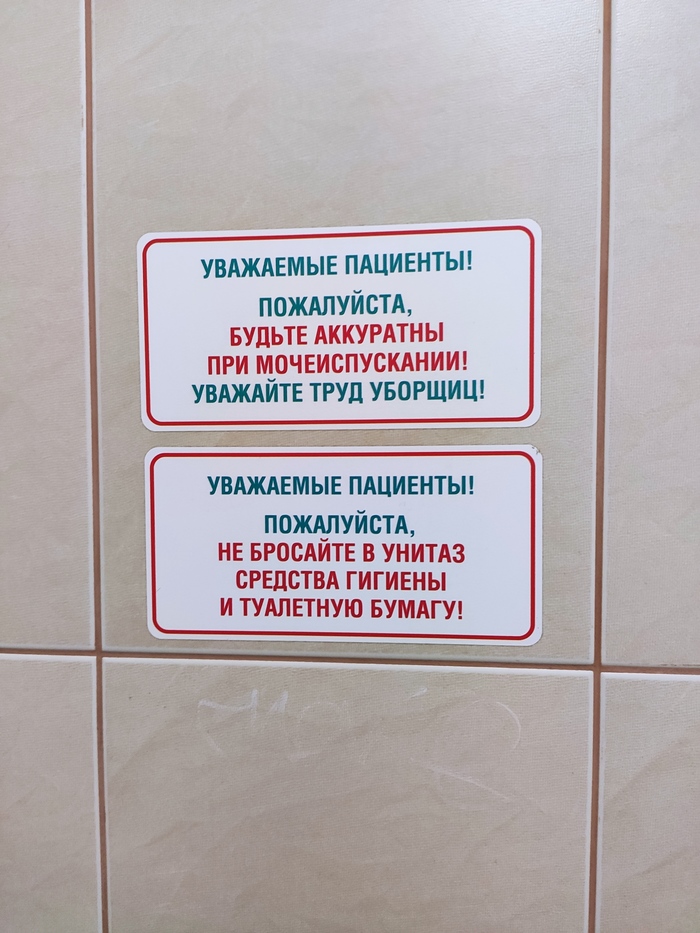 УВАЖАЕМЫЕ ПАЦИЕНТЫ!
ПОЖАЛУЙСТА,
БУДЬТЕ АККУРАТНЫ
ПРИ МОЧЕИСПУСКАНИИ!
УВАЖАЙТЕ ТРУД УБОРЩИЦ!
УВАЖАЕМЫЕ ПАЦИЕНТЫ!
ПОЖАЛУЙСТА,
НЕ БРОСАЙТЕ В УНИТАЗ
СРЕДСТВА ГИГИЕНЫ
И ТУАЛЕТНУЮ БУМАГУ!